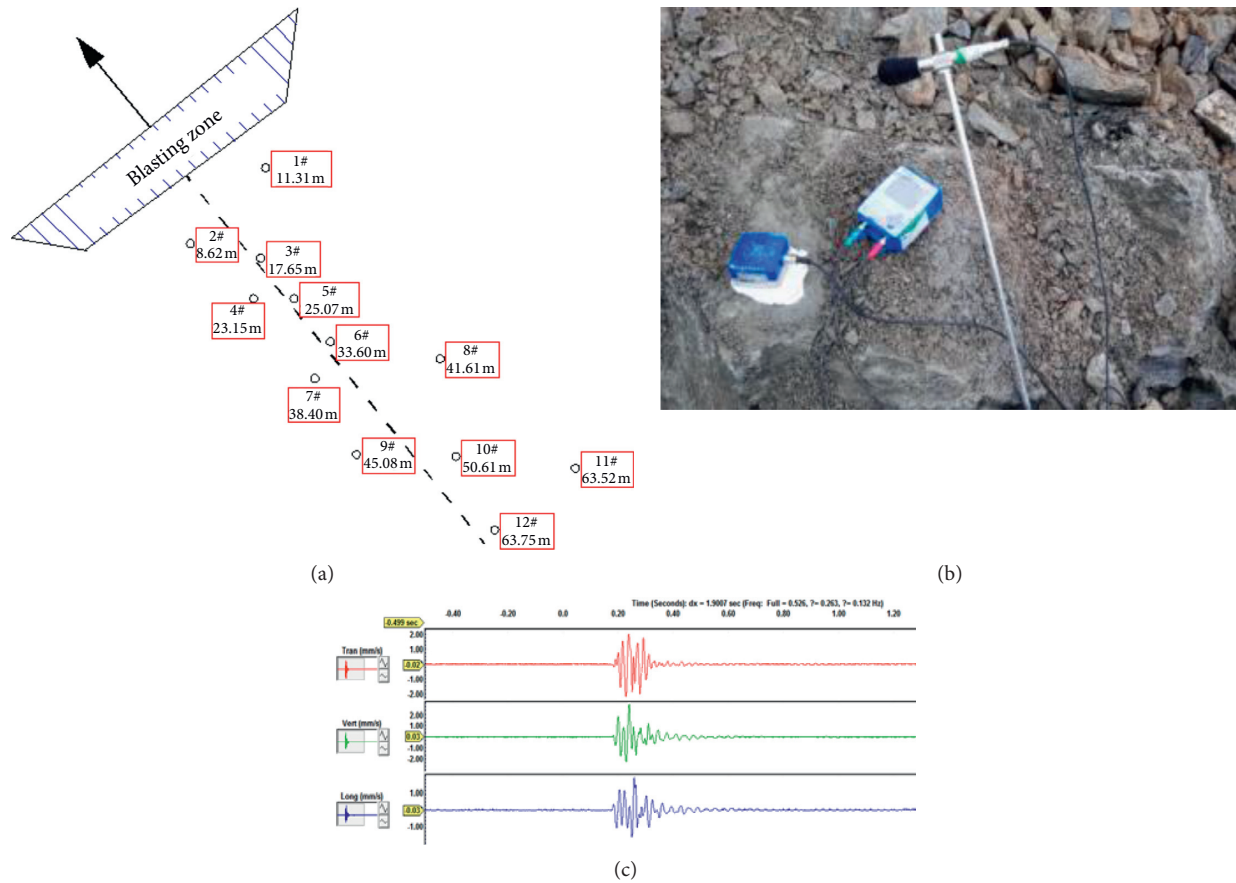 Blasting zone
1#
11.31 m
2#
8.62 m
3#
17.65 m
4#
23.15 m
5#
25.07 m
6#
33.60 m
7#
38.40 m
8#
41.61 m
9#
45.08 m
10#
50.61 m
11#
63.52 m
12#
63.75 m
(a)
(b)
Time (Seconds): dx = 1.9007 sec (Freq: Full = 0.526, ?= 0.263, ?= 0.132 Hz)
-0.40 -0.20 0.0 0.20 0.40 0.60 0.80 1.00 1.20
-0.499 sec
Tran (mm/s)
2.00
-0.02
-1.00
-2.00
Vert (mm/s)
2.00
1.00
0.03
-1.00
-2.00
Long (mm/s)
1.00
-0.03
-1.00
(c)